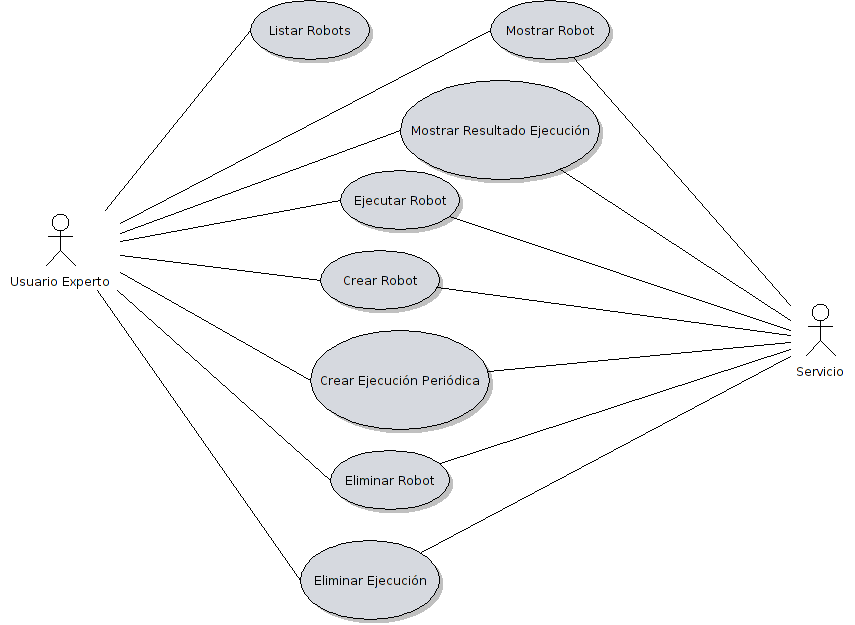 Listar Robots
Mostrar Robot
Mostrar Resultado Ejecución
Ejecutar Robot
Usuario Experto
Crear Robot
Servicio
Crear Ejecución Periódica
Eliminar Robot
Eliminar Ejecución